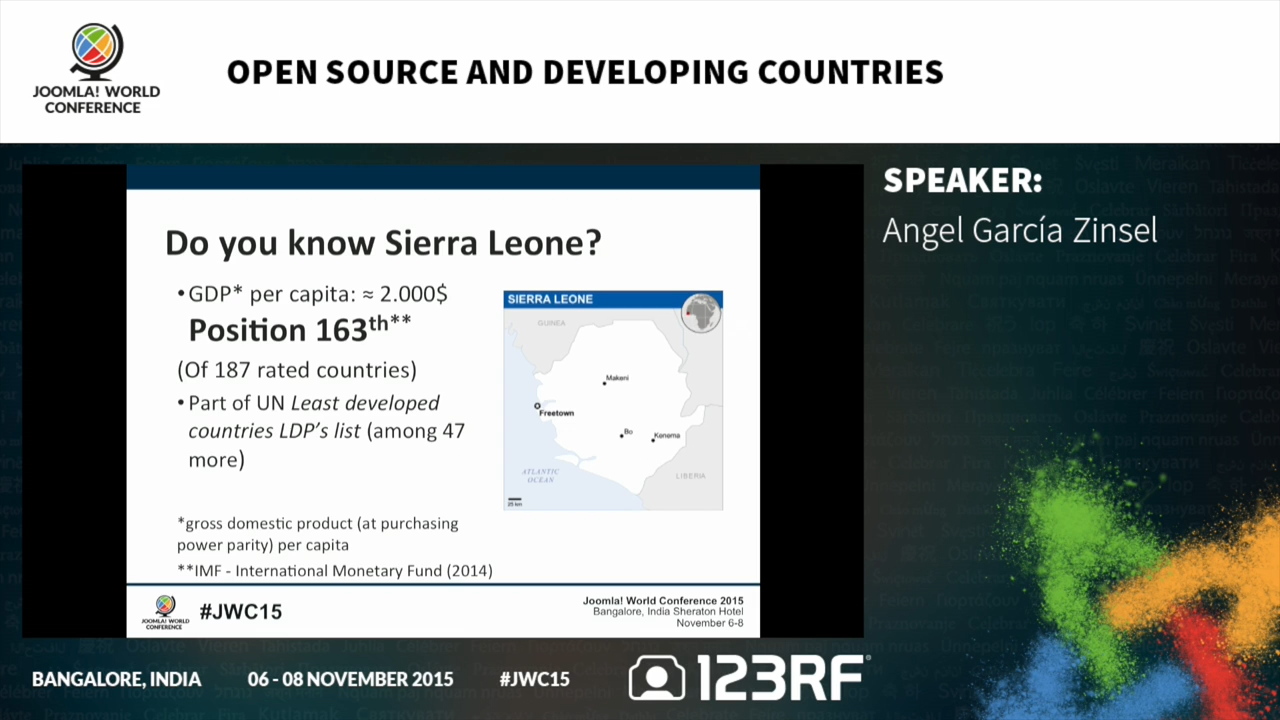 JOOMLA! WORLD
CONFERENCE
OPEN SOURCE AND DEVELOPING COUNTRIES
SPEAKER:
Angel García Zinsel
Do you know Sierra Leone?
•GDP* per capita: ≈ 2.000$
Position 163th**
(Of 187 rated countries)
•Part of UN Least developed
countries LDP's list (among 47
more)
*gross domestic product (at purchasing
power parity) per capita
**IMF - International Monetary Fund (2014)
SIERRA LEONE
GUINEA
Makeni
Freetown
Bo
Kenema
ATLANTIC
OCEAN
LIBERIA
25 km
JOOMLA! WORLD
CONFERENCE
#JWC15
Joomla! World Conference 2015
Bangalore, India Sheraton Hotel
November 6-8
BANGALORE, INDIA
06 - 08 NOVEMBER 2015
#JWC15
123RF®